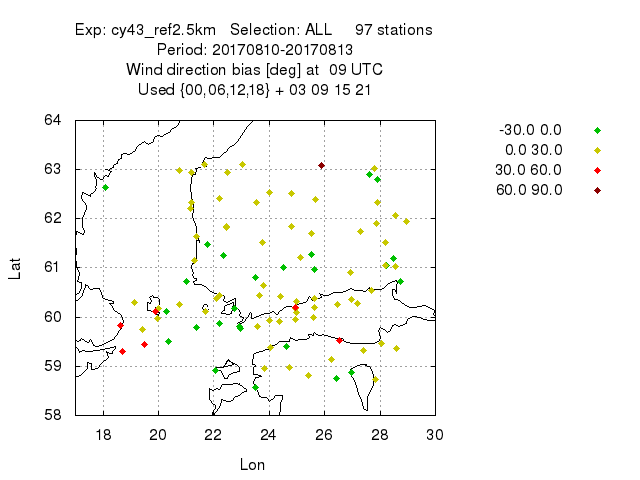 Exp: cy43_ref2.5km   Selection: ALL     97 stations
Period: 20170810-20170813
Wind direction bias [deg] at  09 UTC
Used {00,06,12,18} + 03 09 15 21
-30.0 0.0
0.0 30.0
30.0 60.0
60.0 90.0
64
63
62
61
60
59
58
Lat
18 20 22 24 26 28 30
Lon